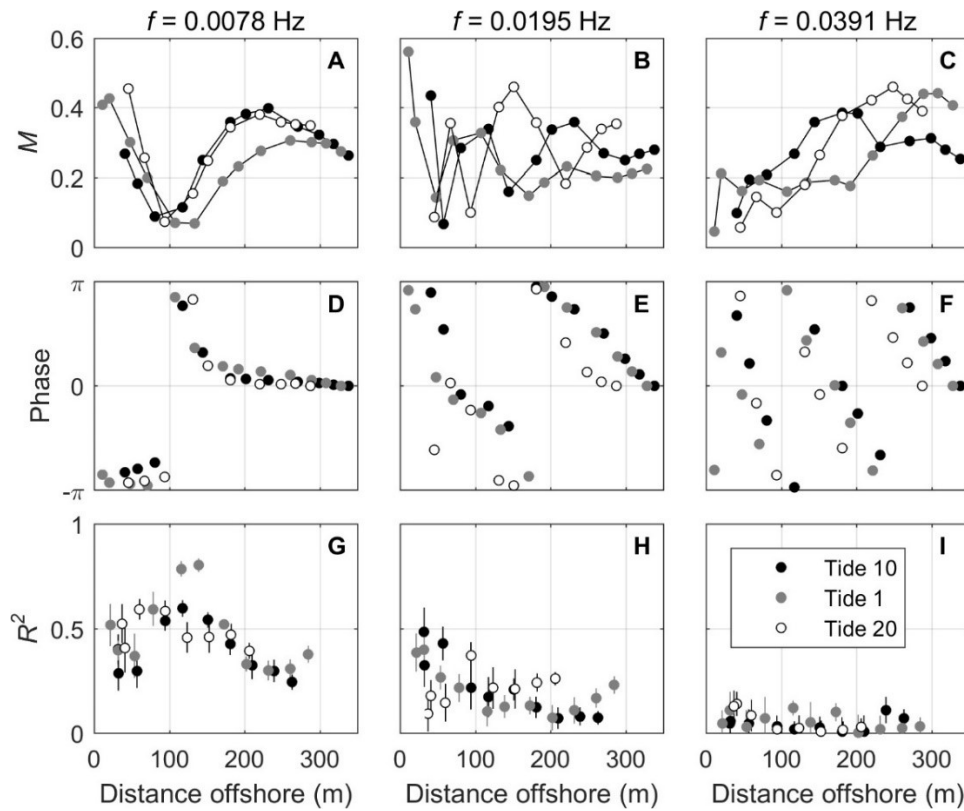 f = 0.0078 Hz f = 0.0195 Hz f = 0.0391 Hz
0.6 A B C
0.4
M
0.2
0
π D E F
Phase 0
-π
1 G H I
Tide 10
R² 0.5 Tide 1
Tide 20
0
0 100 200 300 0 100 200 300 0 100 200 300
Distance offshore (m) Distance offshore (m) Distance offshore (m)